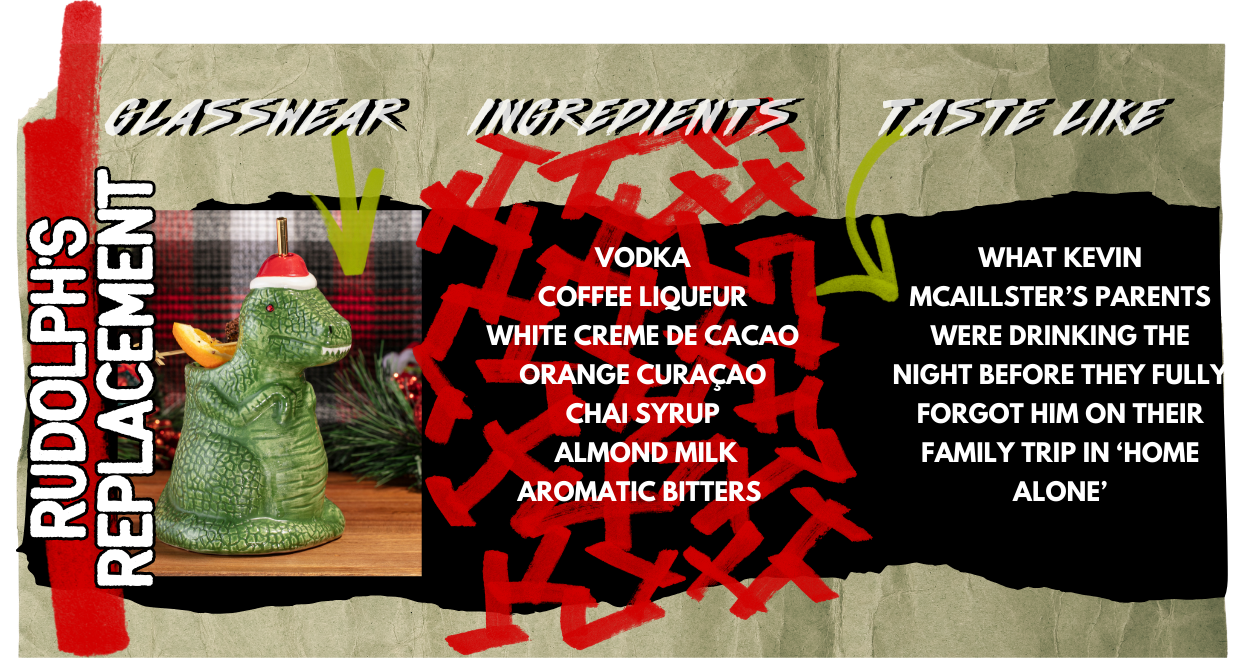 RUDOLPH'S
REPLACEMENT
GLASSWEAR
INGREDIENTS
TASTE LIKE
VODKA
COFFEE LIQUEUR
WHITE CREME DE CACAO
ORANGE CURAÇAO
CHAI SYRUP
ALMOND MILK
AROMATIC BITTERS
WHAT KEVIN
MCAILLSTER’S PARENTS
WERE DRINKING THE
NIGHT BEFORE THEY FULLY
FORGOT HIM ON THEIR
FAMILY TRIP IN ‘HOME
ALONE’